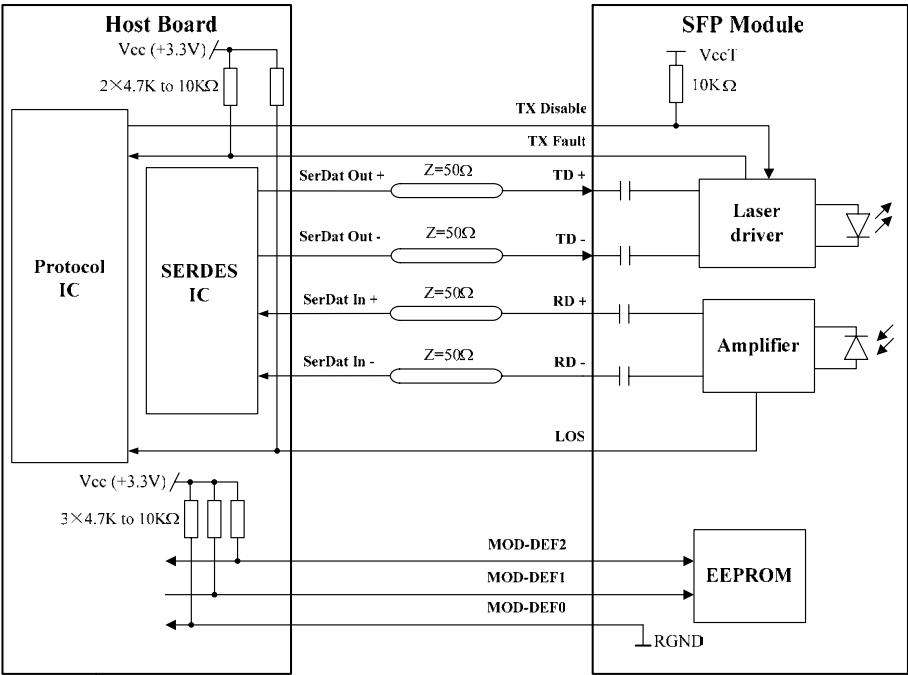 Host Board
SFP Module
Vcc (+3.3V)
VccT
2×4.7K to 10KΩ
10KΩ
TX Disable
TX Fault
SerDat Out +
Z=50Ω
TD +
SerDat Out -
Z=50Ω
TD -
Laser
driver
Protocol
IC
SERDES
IC
SerDat In +
Z=50Ω
RD +
SerDat In -
Z=50Ω
RD -
Amplifier
LOS
Vcc (+3.3V)
3×4.7K to 10KΩ
MOD-DEF2
MOD-DEF1
MOD-DEF0
EEPROM
RGND